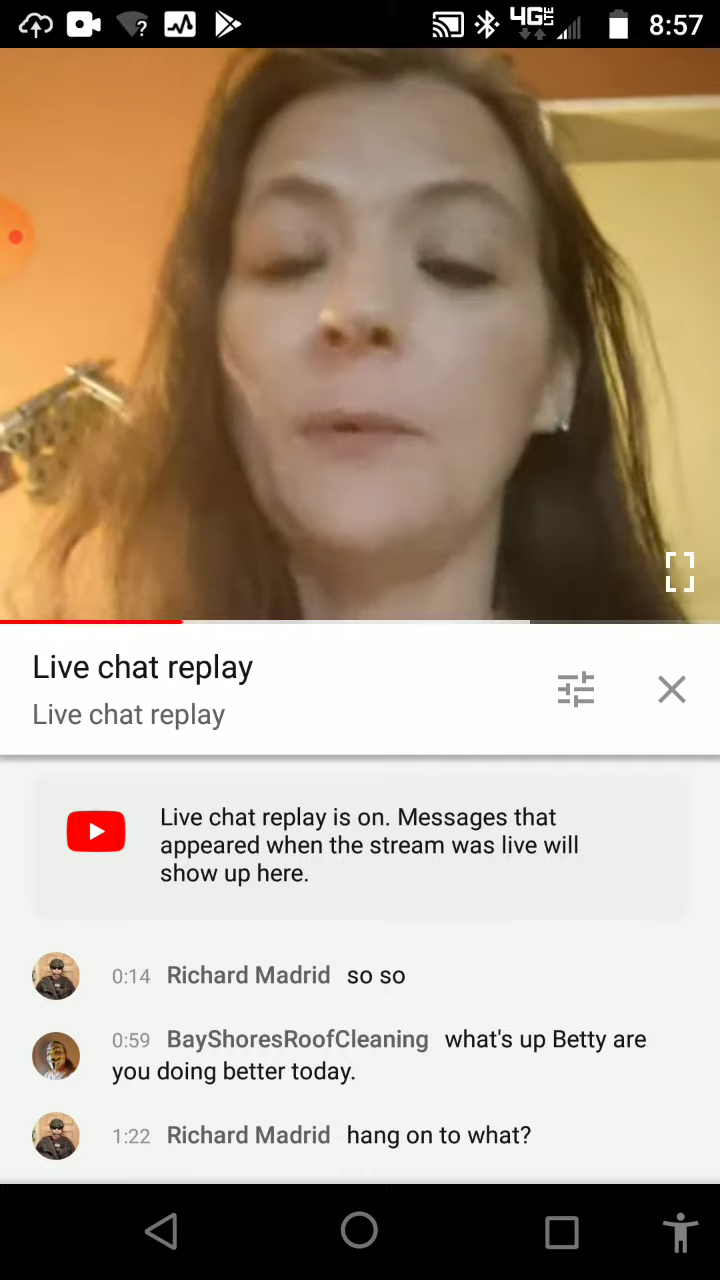 4G LTE 8:57
Live chat replay
Live chat replay
Live chat replay is on. Messages that
appeared when the stream was live will
show up here.
0:14 Richard Madrid so so
0:59 BayShoresRoofCleaning what's up Betty are
you doing better today.
1:22 Richard Madrid hang on to what?